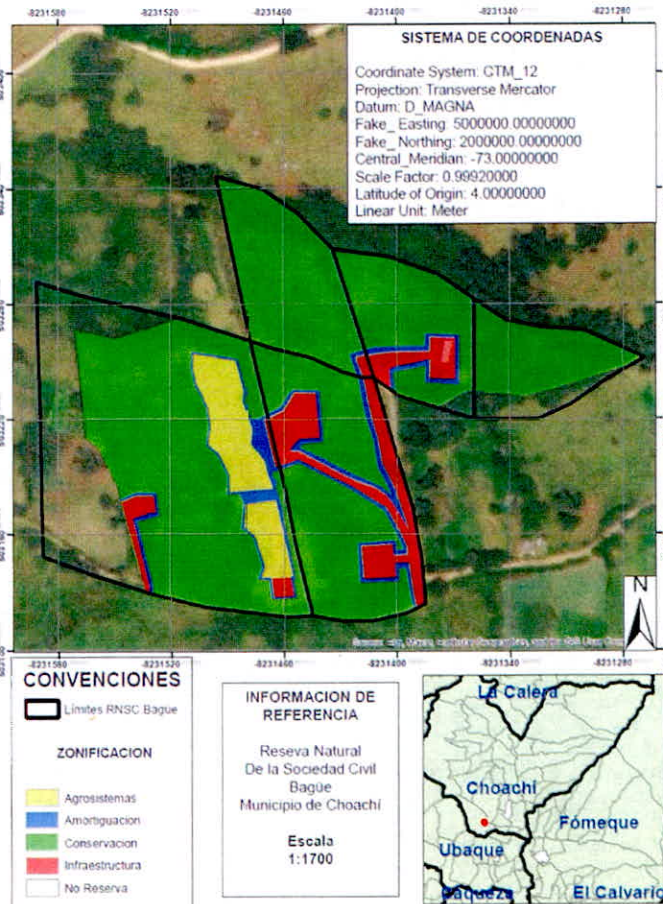 -8231580 -8231520 -8231460 -8231400 -8231340 -8231280
SISTEMA DE COORDENADAS
Coordinate System: CTM_12
Projection: Transverse Mercator
Datum: D_MAGNA
Fake_ Easting: 5000000.00000000
Fake_ Northing: 2000000.00000000
Central_Meridian: -73.00000000
Scale Factor: 0.99920000
Latitude of Origin: 4.00000000
Linear Unit: Meter
N
-8231580 -8231520 -8231460 -8231400 -8231340 -8231280
CONVENCIONES
Límites RNSC Bague
ZONIFICACION
Agrosistemas
Amortiguacion
Conservacion
Infraestructura
No Reserva
INFORMACION DE
REFERENCIA
Reseva Natural
De la Sociedad Civil
Bagüe
Municipio de Choachí
Escala
1:1700
La Calera
Choachí
Fómeque
Ubaque
Caqueza
El Calvario